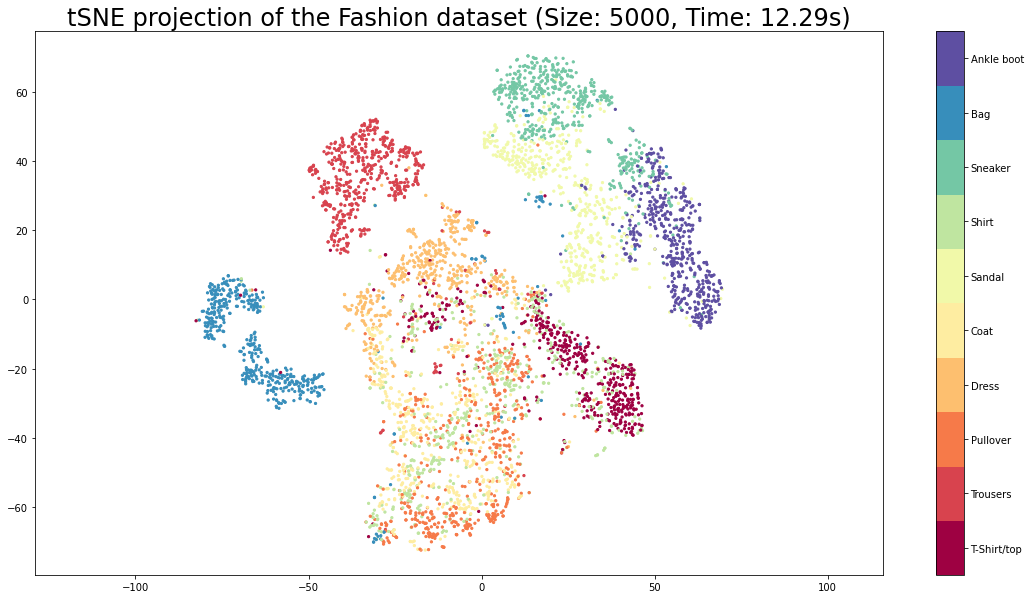 tSNE projection of the Fashion dataset (Size: 5000, Time: 12.29s)
60
40
20
0
−20
−40
−60
−100
−50
0
50
100
Ankle boot
Bag
Sneaker
Shirt
Sandal
Coat
Dress
Pullover
Trousers
T-Shirt/top